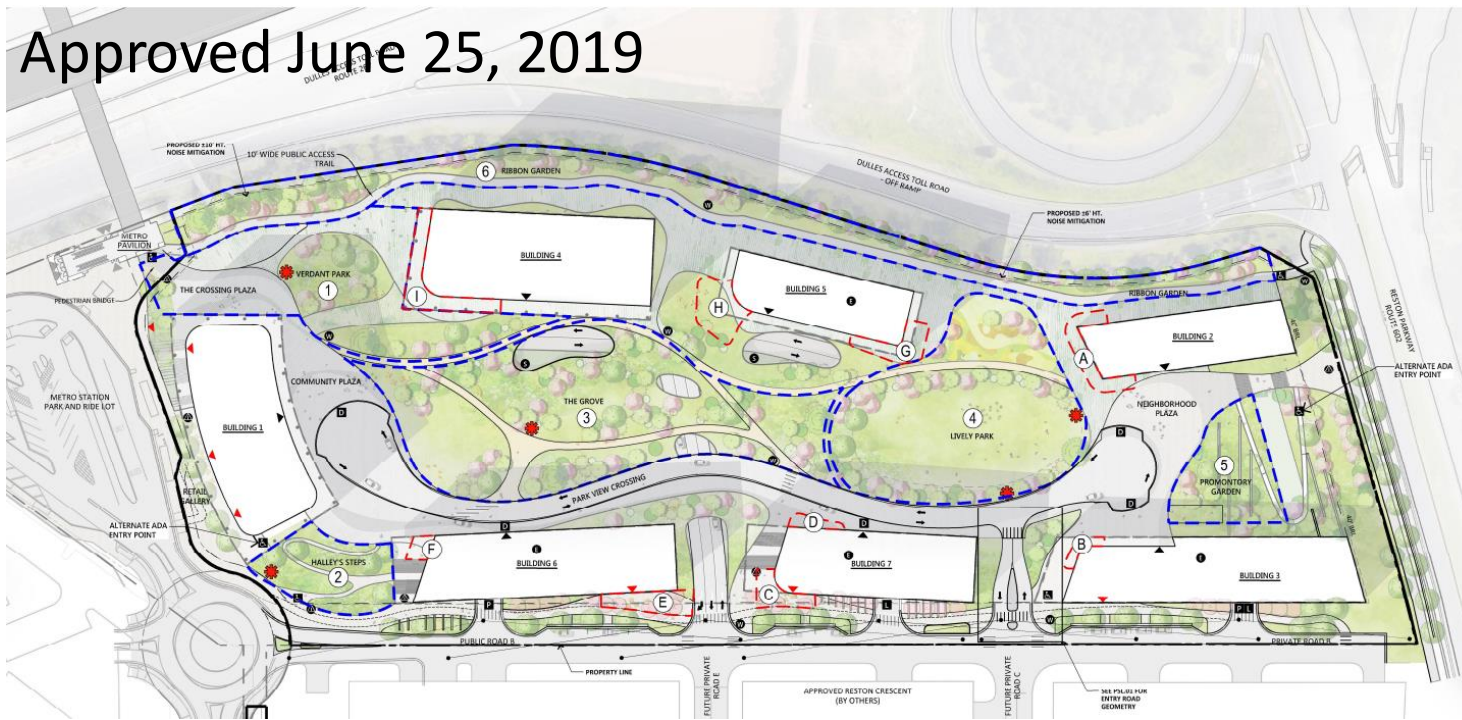 Approved June 25, 2019
DULLES ACCESS TOLL ROAD
PROPOSED ±10' HT.
NOISE MITIGATION
10' WIDE PUBLIC ACCESS
TRAIL
6
RIBBON GARDEN
DULLES ACCESS TOLL ROAD
- OFF RAMP
PROPOSED ±6' HT.
NOISE MITIGATION
METRO
PAVILION
PEDESTRIAN BRIDGE
THE CROSSING PLAZA
VERDANT PARK
1
BUILDING 4
I
W
H
BUILDING 5
E
G
RIBBON GARDEN
W
BUILDING 2
A
RESTON PARKWAY
ROUTE 602
ALTERNATE ADA
ENTRY POINT
METRO STATION
PARK AND RIDE LOT
COMMUNITY PLAZA
W
W
S
S
D
BUILDING 1
THE GROVE
3
4
LIVELY PARK
NEIGHBORHOOD
PLAZA
D
5
PROMONTORY
GARDEN
D
W
PARK VIEW CROSSING
RETAIL
GALLERY
ALTERNATE ADA
ENTRY POINT
HALLEY'S STEPS
2
D
F
E
BUILDING 6
E
D
D
E
BUILDING 7
C
B
E
BUILDING 3
P
W
L
W
P L
PUBLIC ROAD B
PRIVATE ROAD B
PROPERTY LINE
FUTURE PRIVATE
ROAD E
APPROVED RESTON CRESCENT
(BY OTHERS)
FUTURE PRIVATE
ROAD C
SEE P51.01 FOR
ENTRY ROAD
GEOMETRY